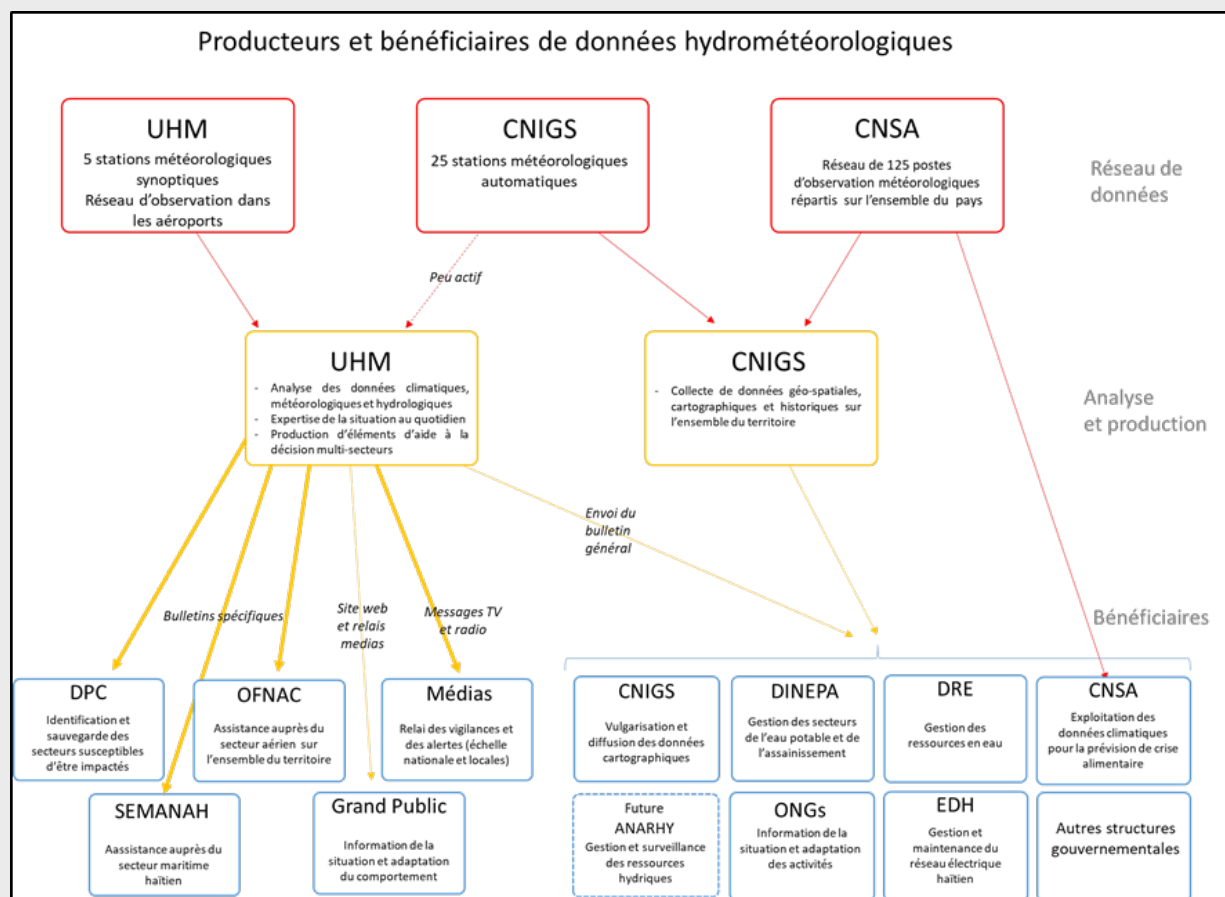 Producteurs et bénéficiaires de données hydrométéorologiques
UHM
5 stations météorologiques
synoptiques
Réseau d'observation dans
les aéroports
CNIGS
25 stations météorologiques
automatiques
CNSA
Réseau de 125 postes
d'observation météorologiques
répartis sur l'ensemble du pays
Réseau de
données
Peu actif
UHM
- Analyse des données climatiques,
météorologiques et hydrologiques
- Expertise de la situation au quotidien
- Production d'éléments d'aide à la
décision multi-secteurs
CNIGS
- Collecte de données géo-spatiales,
cartographiques et historiques sur
l'ensemble du territoire
Analyse
et production
Envoi du
bulletin
général
Bulletins spécifiques
Site web
et relais
medias
Messages TV
et radio
Bénéficiaires
DPC
Identification et
sauvegarde des
secteurs susceptibles
d'être impactés
OFNAC
Assistance auprès du
secteur aérien sur
l'ensemble du territoire
Médias
Relai des vigilances et
des alertes (échelle
nationale et locales)
CNIGS
Vulgarisation et
diffusion des données
cartographiques
DINEPA
Gestion des secteurs
de l'eau potable et de
l'assainissement
DRE
Gestion des
ressources en eau
CNSA
Exploitation des
données climatiques
pour la prévision de crise
alimentaire
SEMANAH
Aassistance auprès du
secteur maritime
haïtien
Grand Public
Information de la
situation et adaptation
du comportement
Future
ANARHY
Gestion et surveillance
des ressources
hydriques
ONGs
Information de la
situation et adaptation
des activités
EDH
Gestion et
maintenance du
réseau électrique
haïtien
Autres structures
gouvernementales